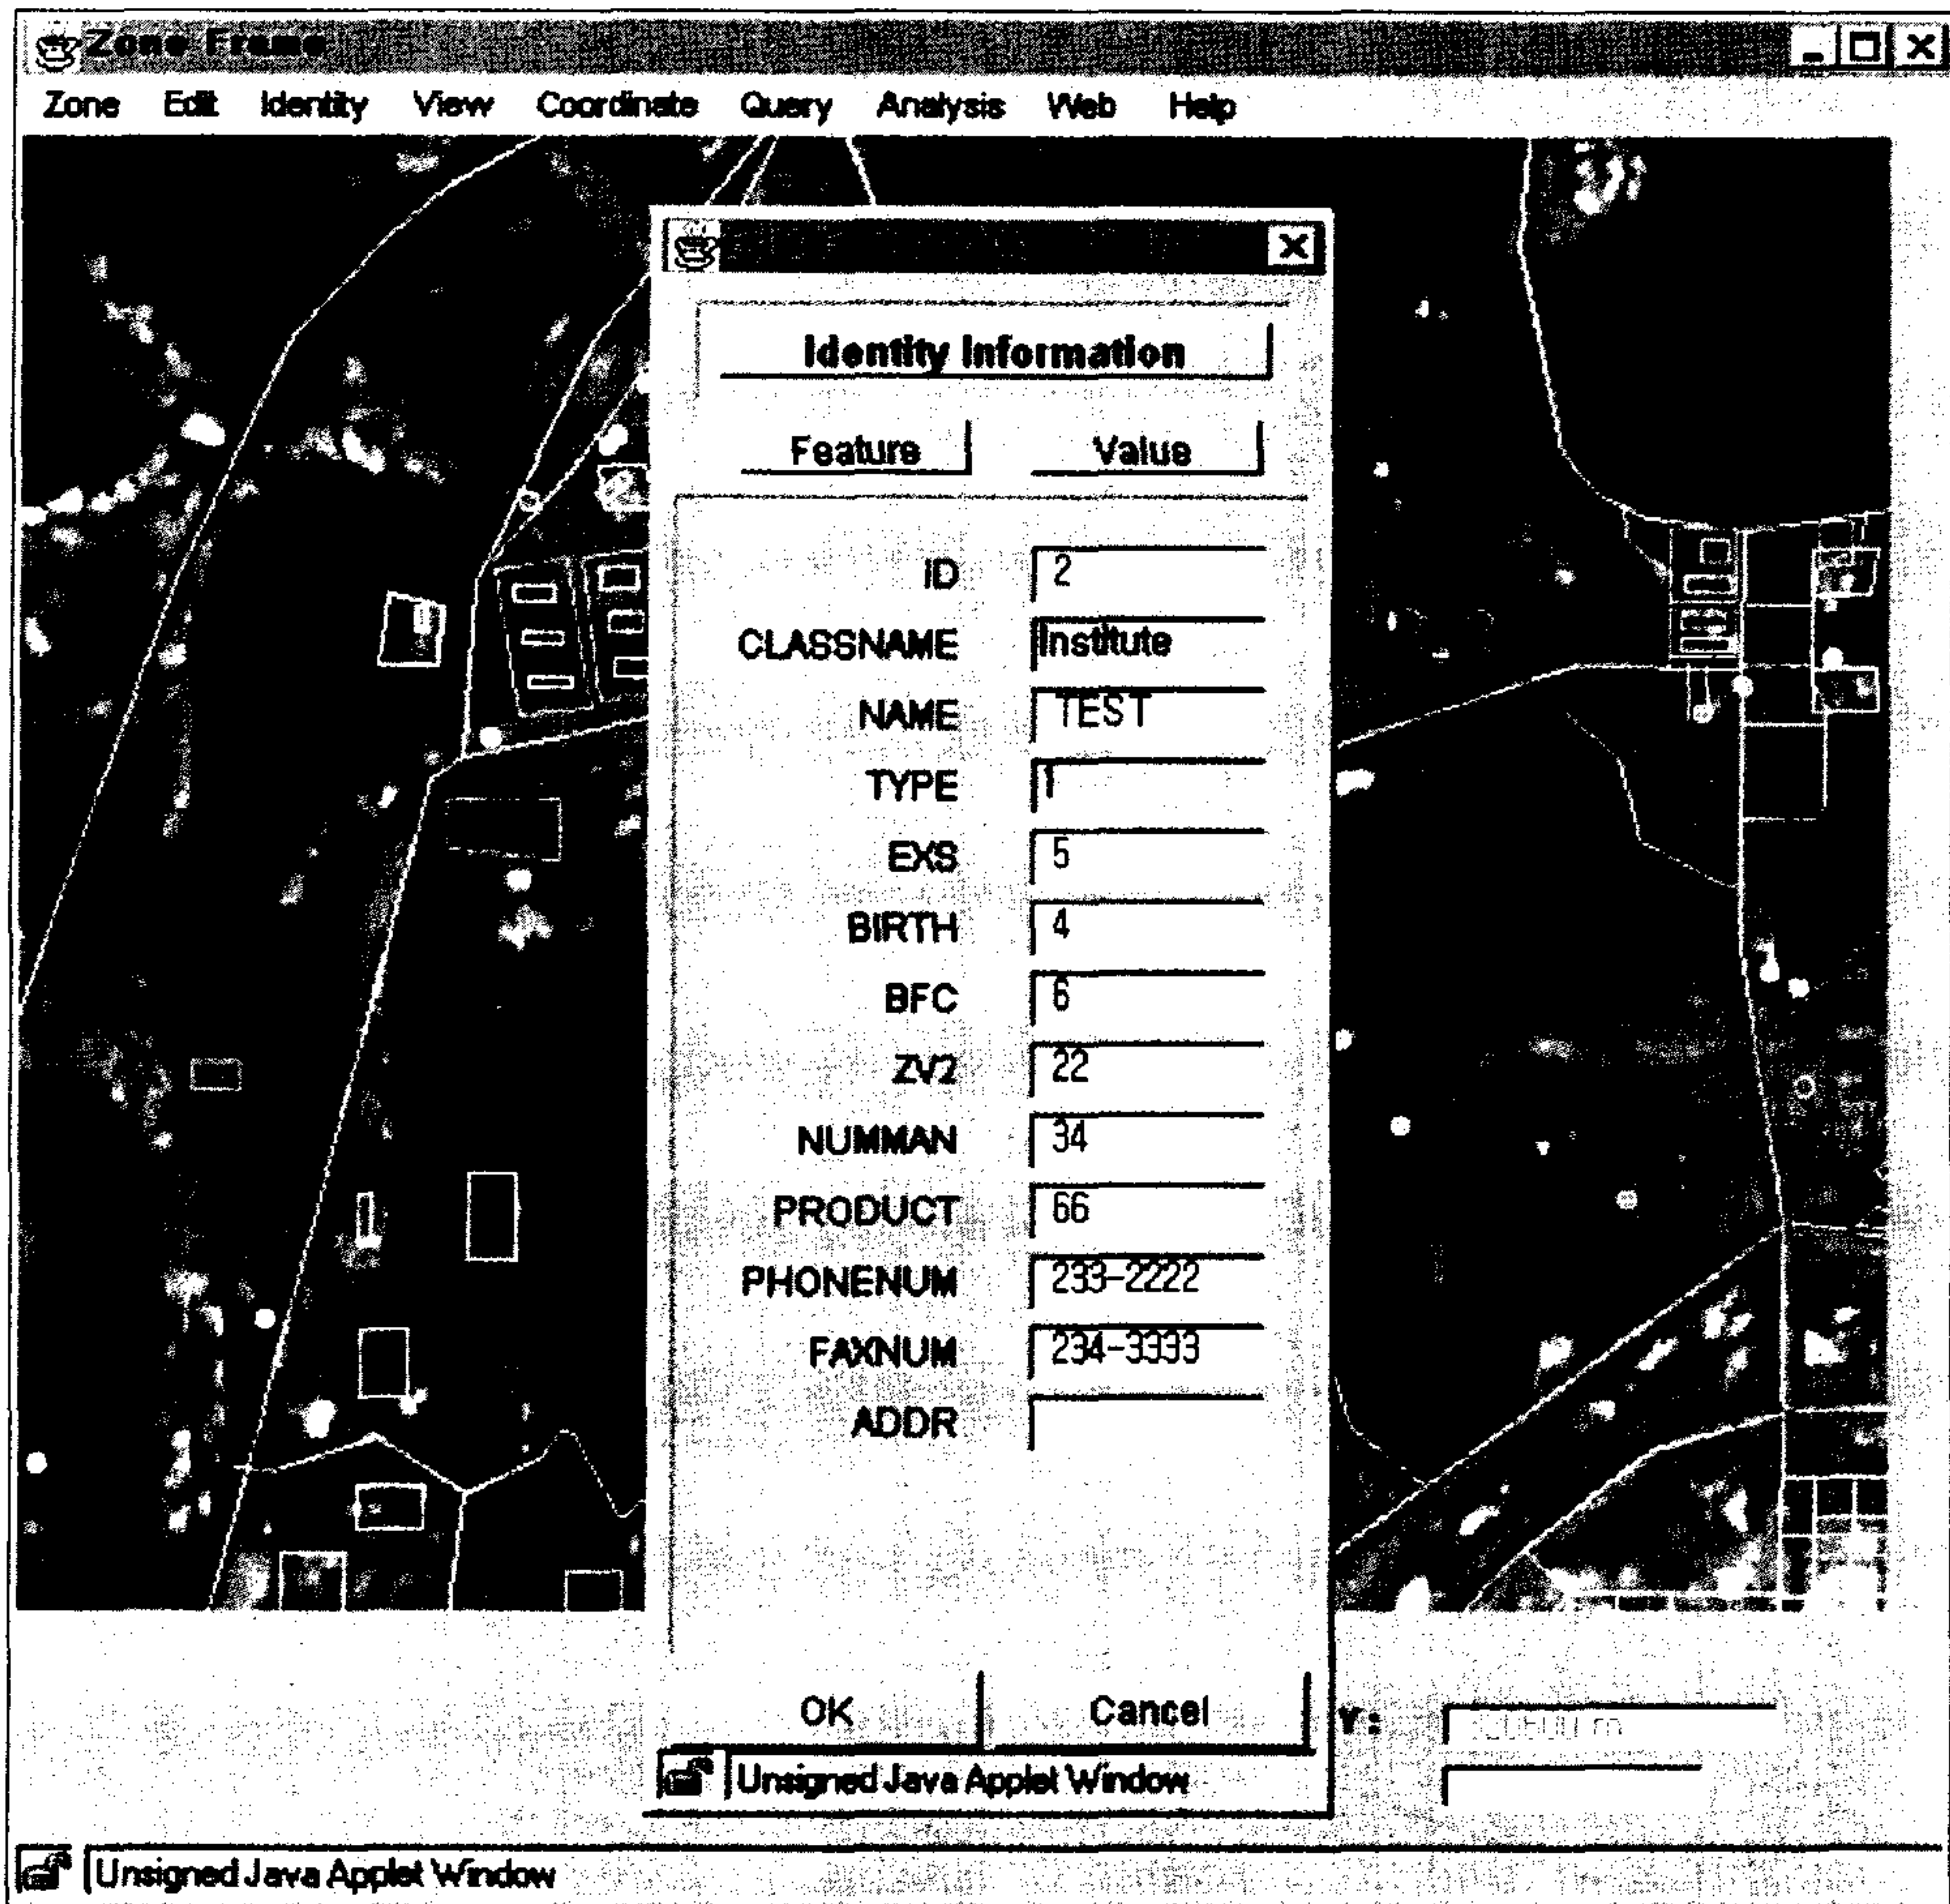 Zone Frame
Zone Edit Identity View Coordinate Query Analysis Web Help
Identity Information
Feature Value
ID 2
CLASSNAME Institute
NAME TEST
TYPE 1
EXS 5
BIRTH 4
BFC 6
ZV2 22
NUMMAN 34
PRODUCT 66
PHONENUM 233-2222
FAXNUM 234-3333
ADDR
OK Cancel
Y:
Unsigned Java Applet Window
Unsigned Java Applet Window